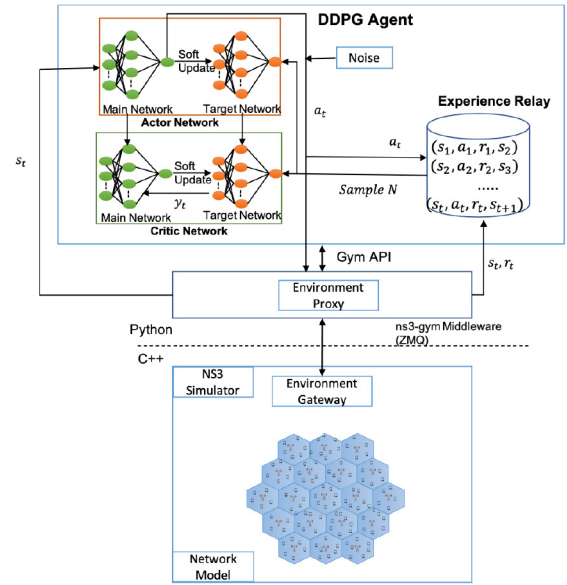 DDPG Agent
Soft
Update
Noise
Main Network
Target Network
Actor Network
Experience Relay
a_t
a_t
s_t
(s_1, a_1, r_1, s_2)
(s_2, a_2, r_2, s_3)
.....
(s_t, a_t, r_t, s_{t+1})
Soft
Update
Sample N
y_t
Main Network
Target Network
Critic Network
Gym API
s_t, r_t
Environment
Proxy
Python
ns3-gym Middleware
(ZMQ)
C++
NS3
Simulator
Environment
Gateway
Network
Model